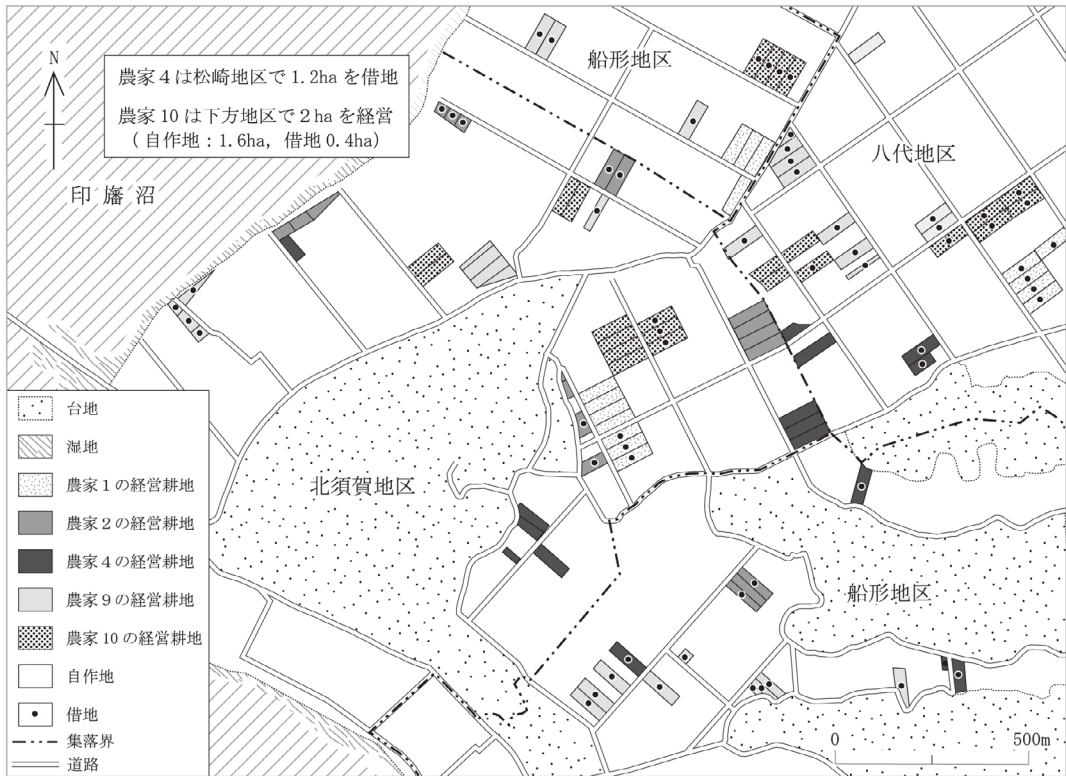 N
農家4は松崎地区で1.2haを借地
農家10は下方地区で2haを経営
(自作地:1.6ha,借地0.4ha)
船形地区
八代地区
印旛沼
北須賀地区
船形地区
台地
湿地
農家1の経営耕地
農家2の経営耕地
農家4の経営耕地
農家9の経営耕地
農家10の経営耕地
自作地
借地
集落界
道路
0 500m